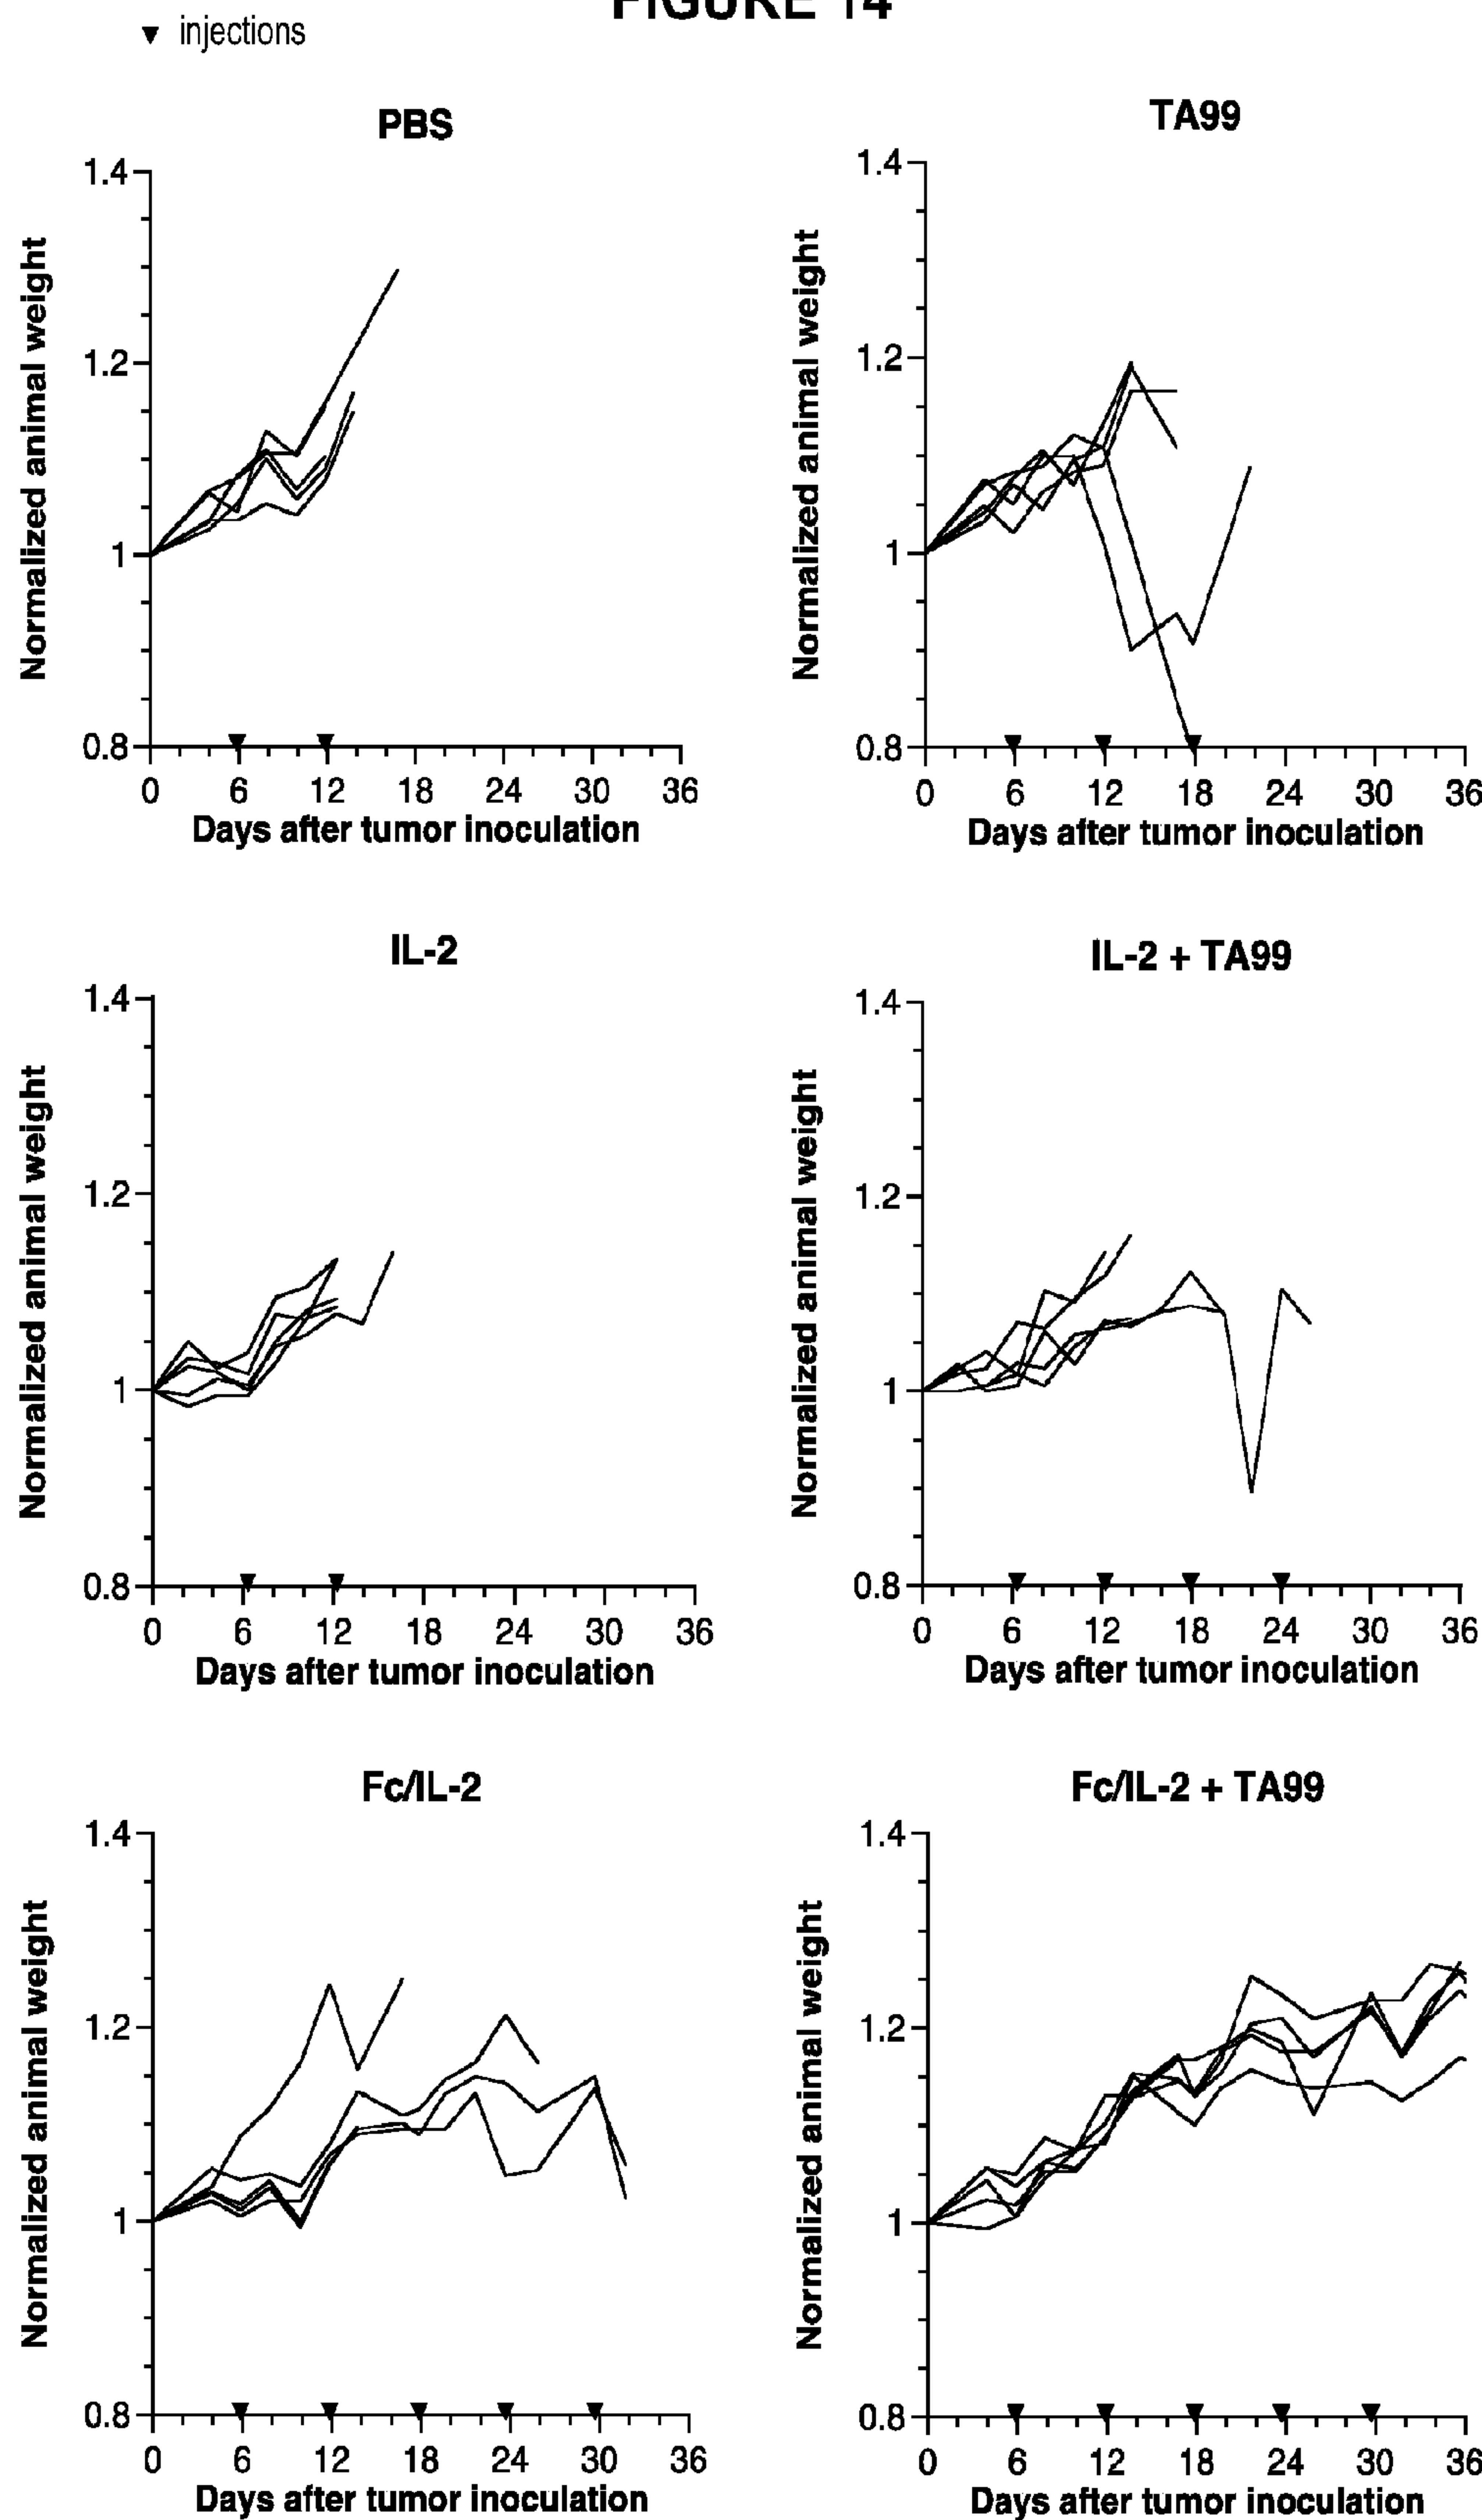 FIGURE 14
▼ injections
PBS
Normalized animal weight
1.4
1.2
1
0.8
0 6 12 18 24 30 36
Days after tumor inoculation
TA99
Normalized animal weight
1.4
1.2
1
0.8
0 6 12 18 24 30 36
Days after tumor inoculation
IL-2
Normalized animal weight
1.4
1.2
1
0.8
0 6 12 18 24 30 36
Days after tumor inoculation
IL-2 + TA99
Normalized animal weight
1.4
1.2
1
0.8
0 6 12 18 24 30 36
Days after tumor inoculation
Fc/IL-2
Normalized animal weight
1.4
1.2
1
0.8
0 6 12 18 24 30 36
Days after tumor inoculation
Fc/IL-2 + TA99
Normalized animal weight
1.4
1.2
1
0.8
0 6 12 18 24 30 36
Days after tumor inoculation